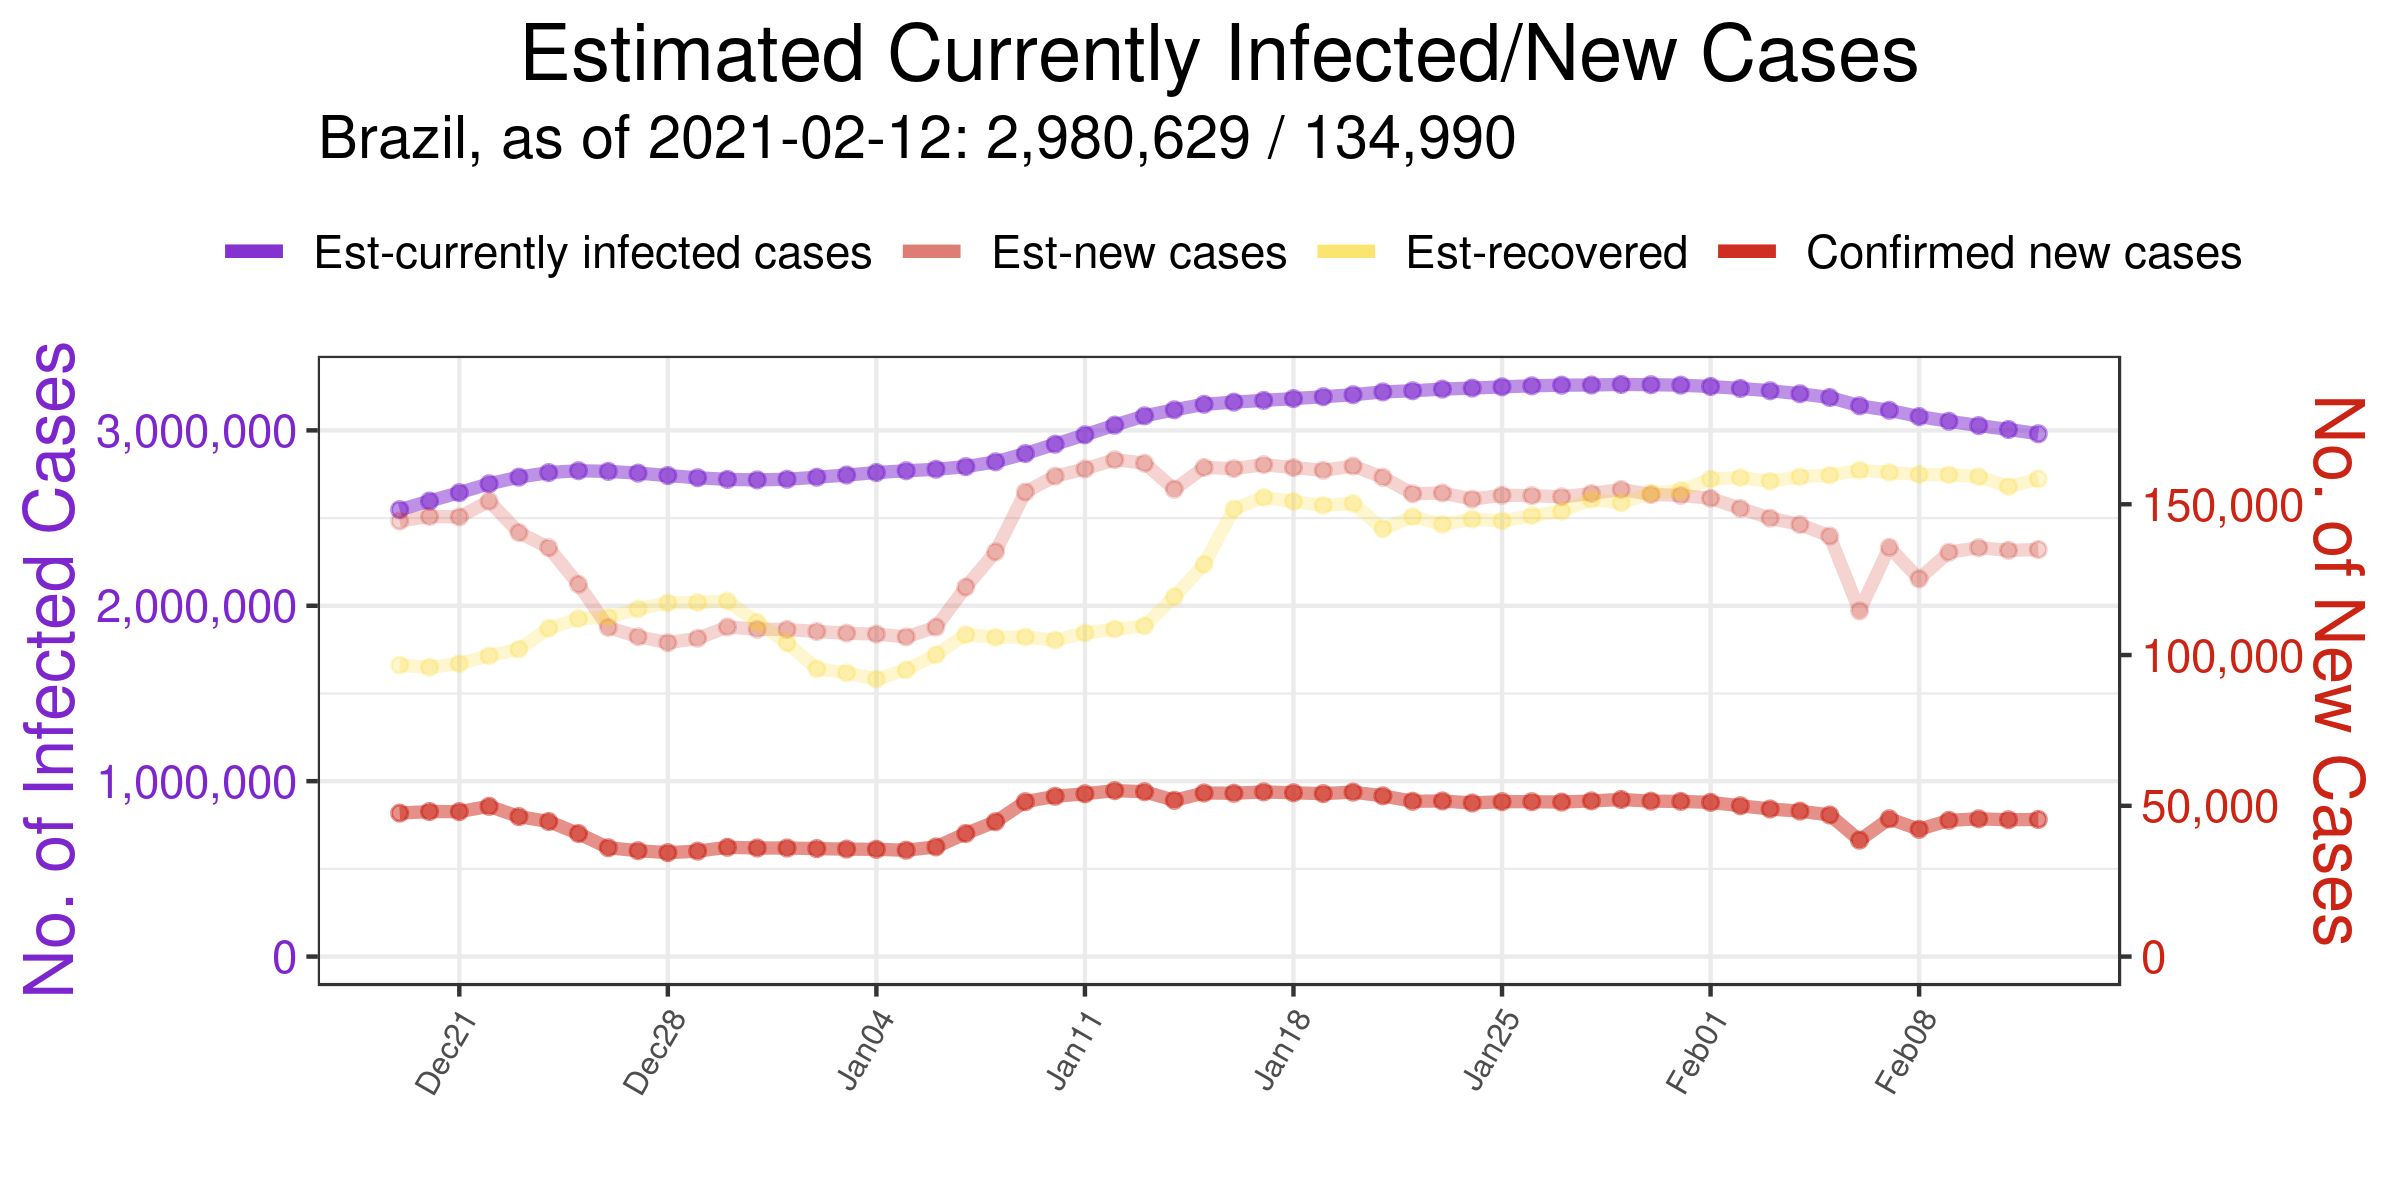 Estimated Currently Infected/New Cases
Brazil, as of 2021-02-12: 2,980,629 / 134,990
Est-currently infected cases Est-new cases Est-recovered Confirmed new cases
No. of Infected Cases
3,000,000
2,000,000
1,000,000
0
150,000
100,000
50,000
0
No. of New Cases
Dec21 Dec28 Jan04 Jan11 Jan18 Jan25 Feb01 Feb08